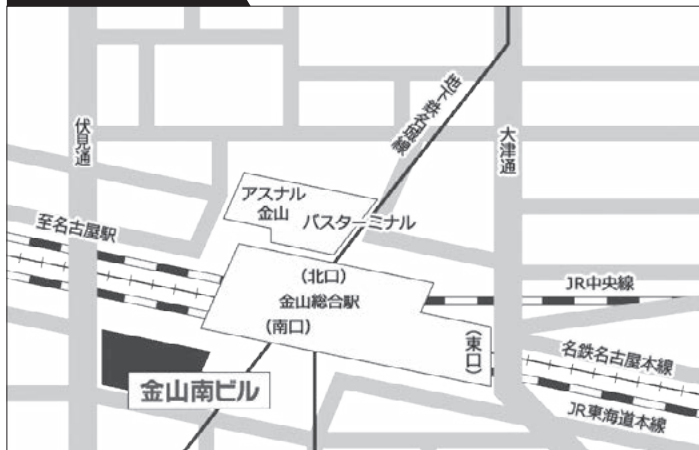 伏見通
地下鉄名城線
大津通
アスナル
金山
バスターミナル
至名古屋駅
(北口)
金山総合駅
(南口)
(東口)
JR中央線
名鉄名古屋本線
JR東海道本線
金山南ビル